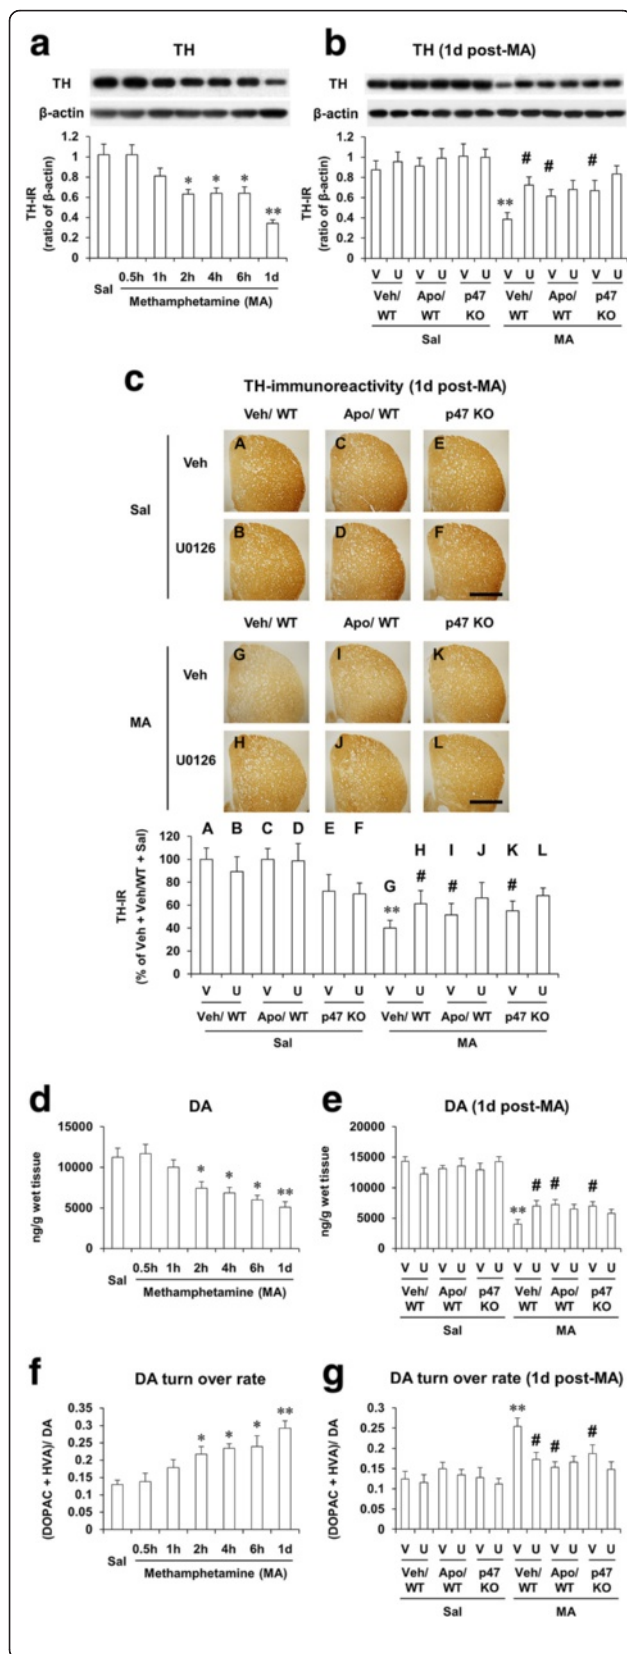 a
TH
TH
β-actin
TH-IR
(ratio of β-actin)
1.2
1
0.8
0.6
0.4
0.2
0
*
*
*
**
Sal
0.5h 1h 2h 4h 6h 1d
Methamphetamine (MA)
b
TH (1d post-MA)
TH
β-actin
TH-IR
(ratio of β-actin)
1.2
1
0.8
0.6
0.4
0.2
0
**
#
#
#
V U V U V U V U V U V U
Veh/ WT
Apo/ WT
p47 KO
Veh/ WT
Apo/ WT
p47 KO
Sal
MA
c
TH-immunoreactivity (1d post-MA)
Veh/ WT Apo/ WT p47 KO
Sal
Veh
A C E
U0126
B D F
Veh/ WT Apo/ WT p47 KO
MA
Veh
G I K
U0126
H J L
TH-IR
(% of Veh + Veh/WT + Sal)
120
100
80
60
40
20
0
A B C D E F
G
**
H
#
I
#
J
K
#
L
V U V U V U V U V U V U
Veh/ WT Apo/ WT p47 KO Veh/ WT Apo/ WT p47 KO
Sal MA
d
DA
ng/g wet tissue
15000
10000
5000
0
*
*
*
**
Sal
0.5h 1h 2h 4h 6h 1d
Methamphetamine (MA)
e
DA (1d post-MA)
ng/g wet tissue
20000
15000
10000
5000
0
**
#
#
#
V U V U V U V U V U V U
Veh/ WT
Apo/ WT
p47 KO
Veh/ WT
Apo/ WT
p47 KO
Sal
MA
f
DA turn over rate
(DOPAC + HVA)/ DA
0.35
0.3
0.25
0.2
0.15
0.1
0.05
0
*
*
*
**
Sal
0.5h 1h 2h 4h 6h 1d
Methamphetamine (MA)
g
DA turn over rate (1d post-MA)
(DOPAC + HVA)/ DA
0.3
0.25
0.2
0.15
0.1
0.05
0
**
#
#
#
V U V U V U V U V U V U
Veh/ WT
Apo/ WT
p47 KO
Veh/ WT
Apo/ WT
p47 KO
Sal
MA